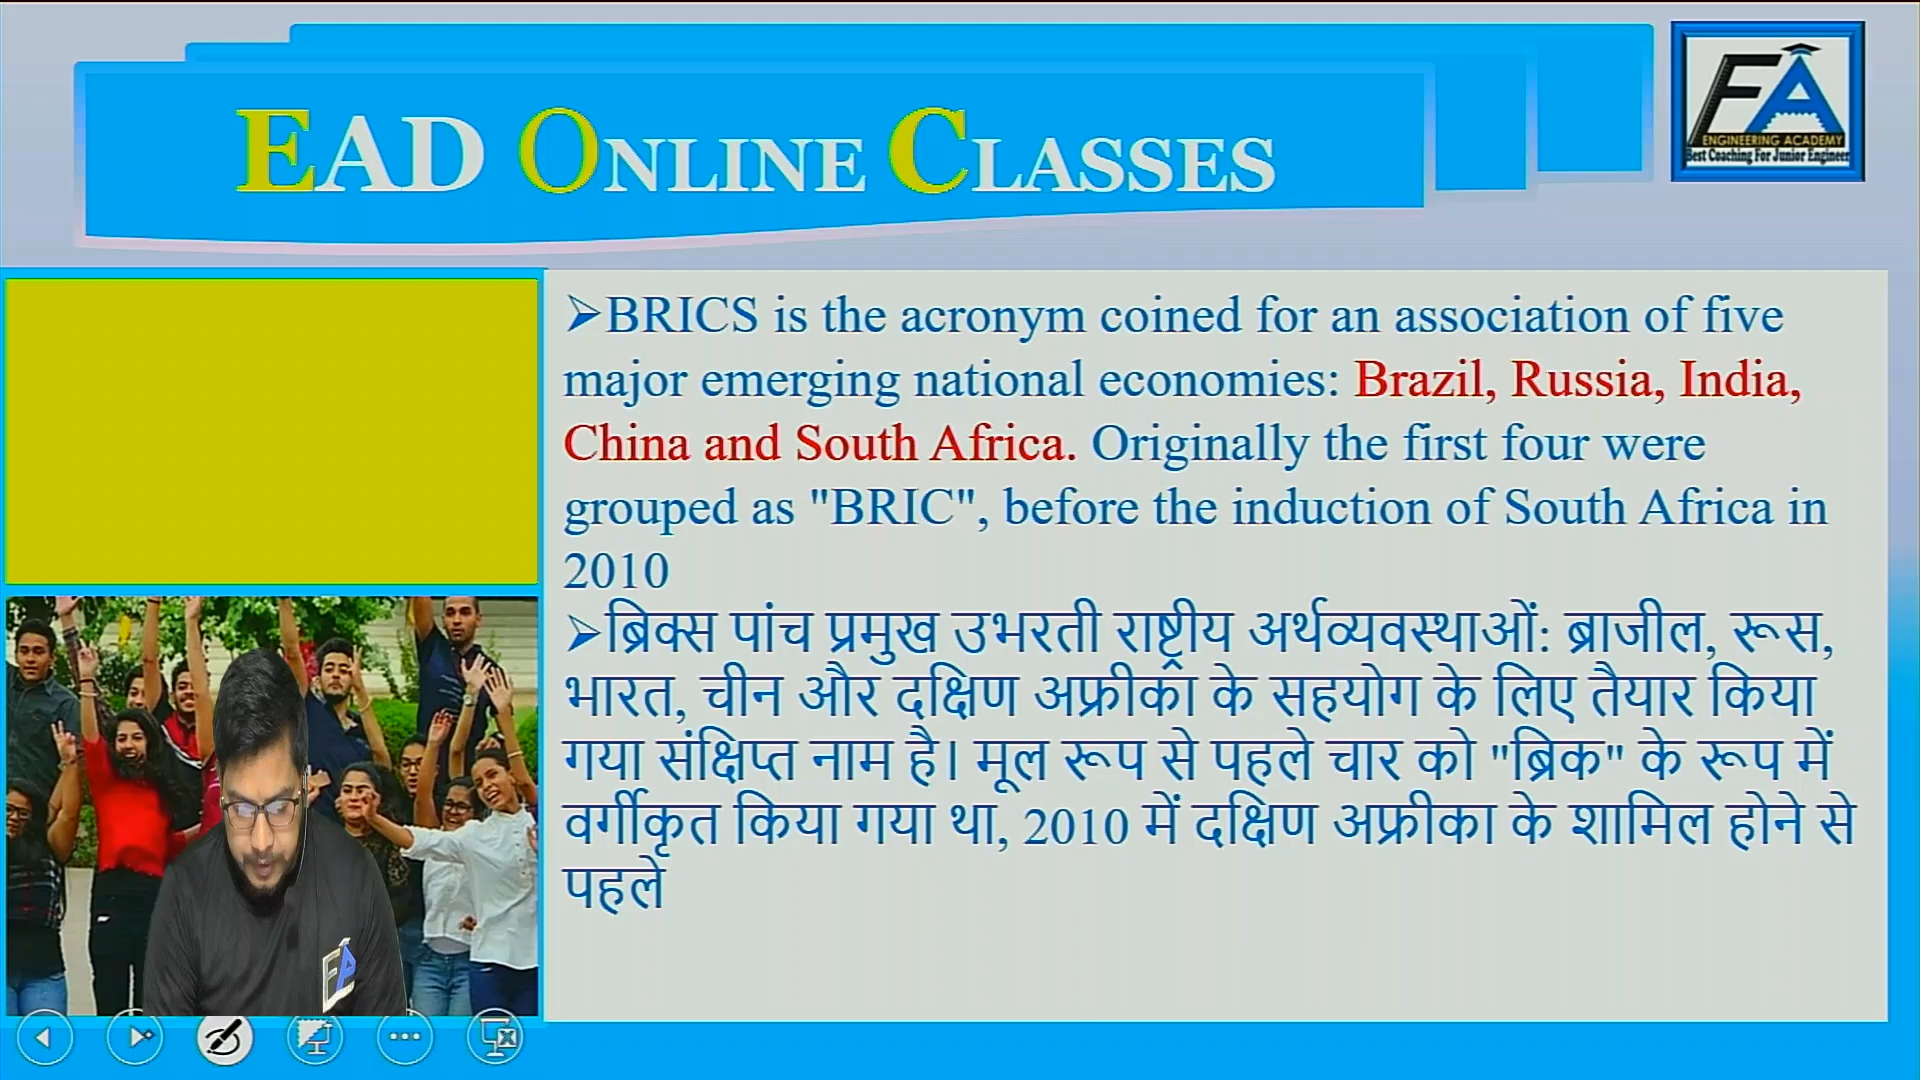 EAD ONLINE CLASSES
FA
ENGINEERING ACADEMY
Best Coaching For Junior Engineer
➢BRICS is the acronym coined for an association of five
major emerging national economies: Brazil, Russia, India,
China and South Africa. Originally the first four were
grouped as "BRIC", before the induction of South Africa in
2010
➢ब्रिक्स पांच प्रमुख उभरती राष्ट्रीय अर्थव्यवस्थाओं: ब्राजील, रूस,
भारत, चीन और दक्षिण अफ्रीका के सहयोग के लिए तैयार किया
गया संक्षिप्त नाम है। मूल रूप से पहले चार को "ब्रिक" के रूप में
वर्गीकृत किया गया था, 2010 में दक्षिण अफ्रीका के शामिल होने से
पहले
FA